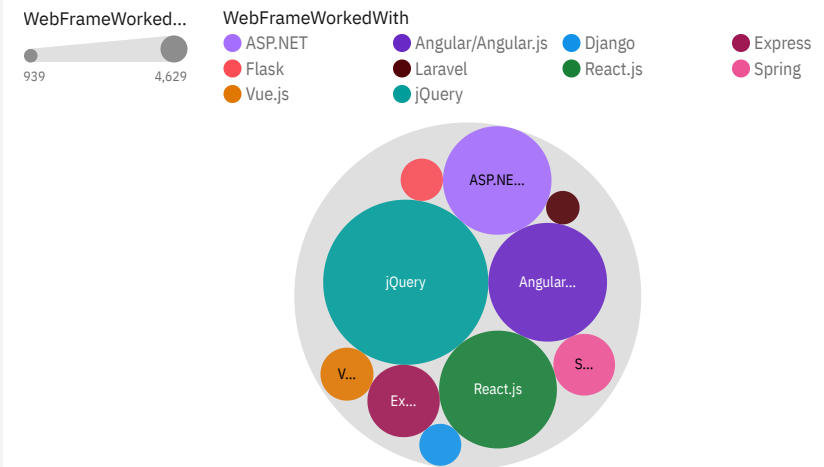 WebFrameWorked...
939 4,629
WebFrameWorkedWith
ASP.NET Angular/Angular.js Django Express
Flask Laravel React.js Spring
Vue.js jQuery
ASP.NE...
jQuery Angular...
V... S...
Ex... React.js